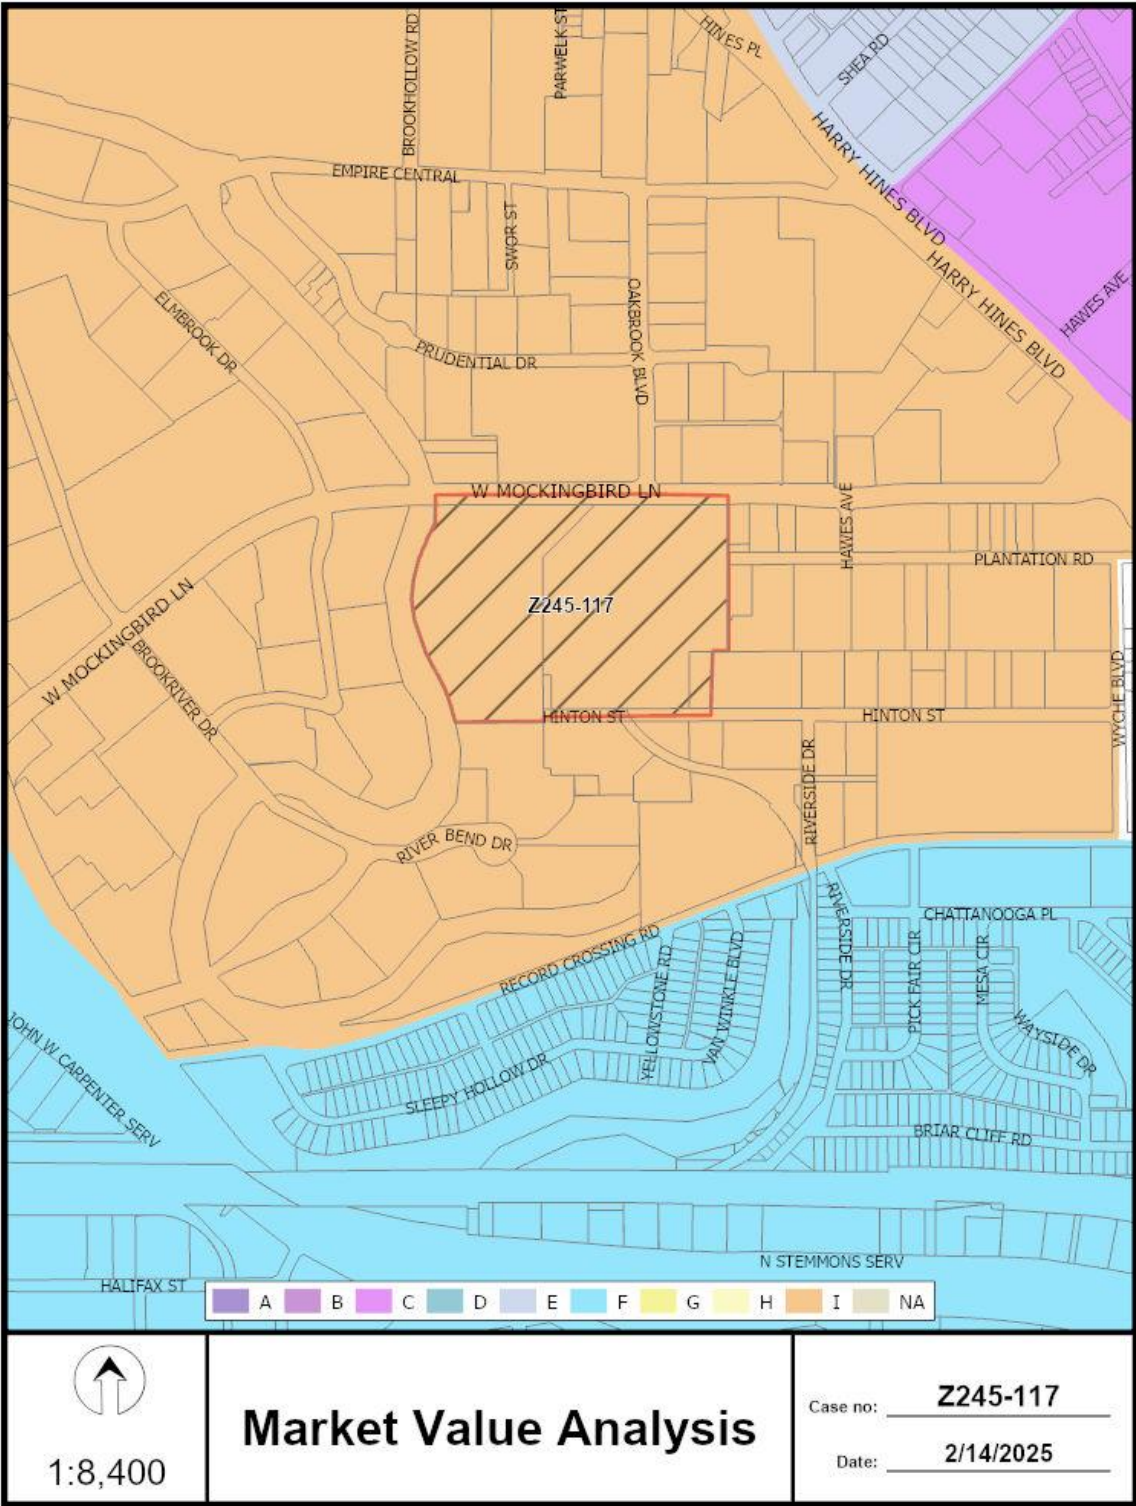 BROOKHOLLOW RD
PARWELK ST
HINES PL
SHEA RD
HARRY HINES BLVD
EMPIRE CENTRAL
SWOR ST
HARRY HINES BLVD
HAWES AVE
OAKBROOK BLVD
ELMBROOK DR
PRUDENTIAL DR
W MOCKINGBIRD LN
HAWES AVE
PLANTATION RD
Z245-117
W MOCKINGBIRD LN
BROOKRIVER DR
WYCHE BLVD
HINTON ST
HINTON ST
RIVERSIDE DR
RIVER BEND DR
RIVERSIDE DR
CHATTANOOGA PL
RECORD CROSSING RD
YELLOWSTONE RD
VAN WINKLE BLVD
PICK FAIR CIR
MESA CIR
WAYSIDE DR
JOHN W CARPENTER SERV
SLEEPY HOLLOW DR
BRIAR CLIFF RD
N STEMMONS SERV
HALIFAX ST
A B C D E F G H I NA
1:8,400
Market Value Analysis
Case no: Z245-117
Date: 2/14/2025